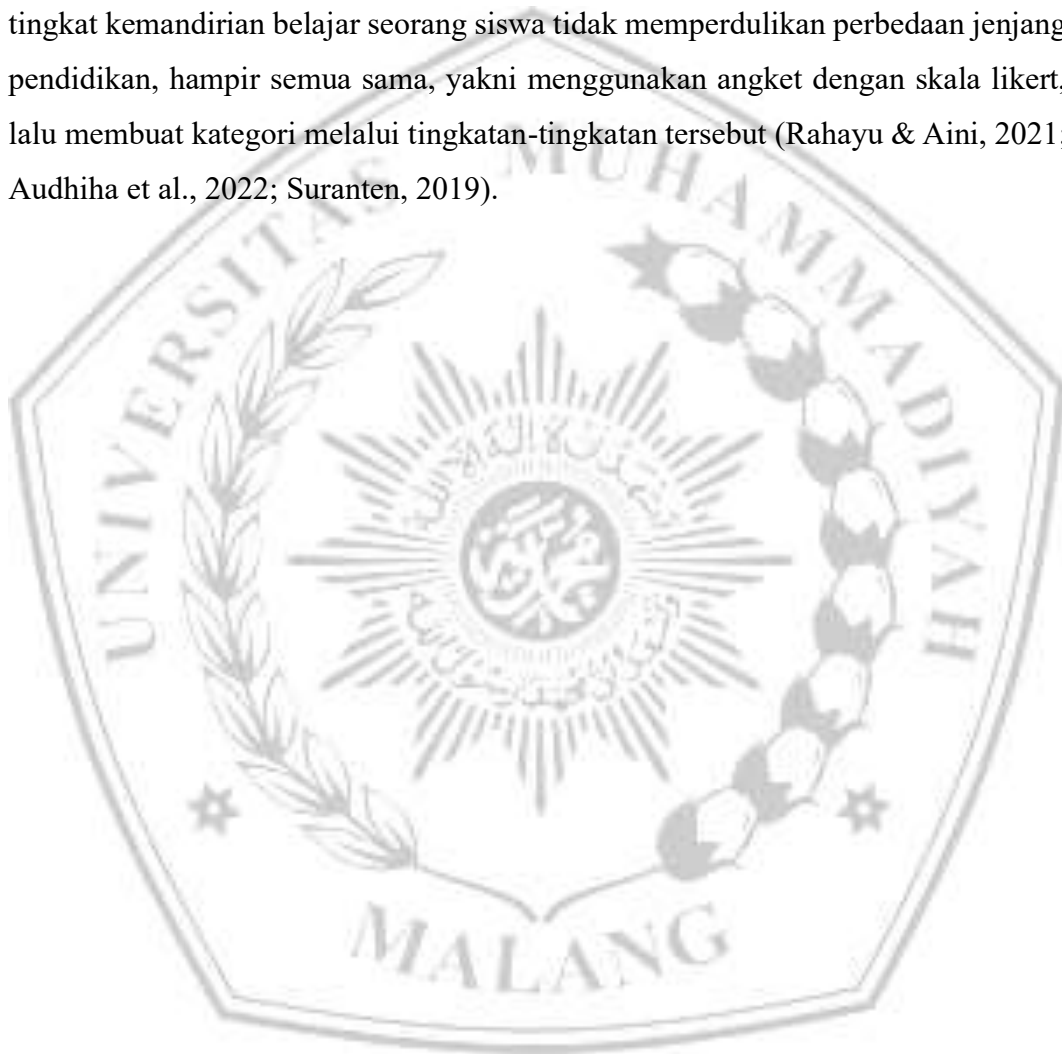 tingkat kemandirian belajar seorang siswa tidak memperdulikan perbedaan jenjang
pendidikan, hampir semua sama, yakni menggunakan angket dengan skala likert,
lalu membuat kategori melalui tingkatan-tingkatan tersebut (Rahayu & Aini, 2021;
Audhiha et al., 2022; Suranten, 2019).
UNIVERSITAS MUHAMMADIYAH
MALANG